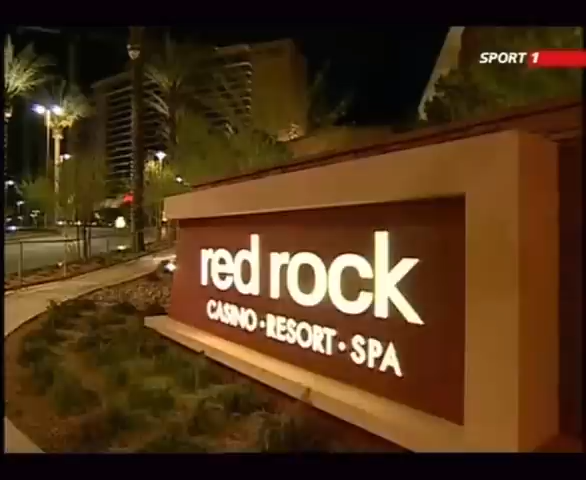 SPORT 1
red rock
CASINO · RESORT · SPA